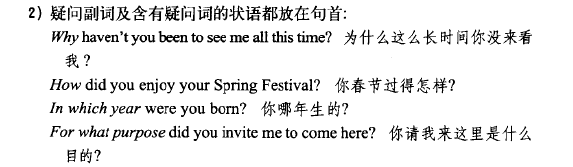 2）疑问副词及含有疑问词的状语都放在句首:
Why haven't you been to see me all this time? 为什么这么长时间你没来看
我？
How did you enjoy your Spring Festival? 你春节过得怎样？
In which year were you born? 你哪年生的？
For what purpose did you invite me to come here? 你请我来这里是什么
目的？